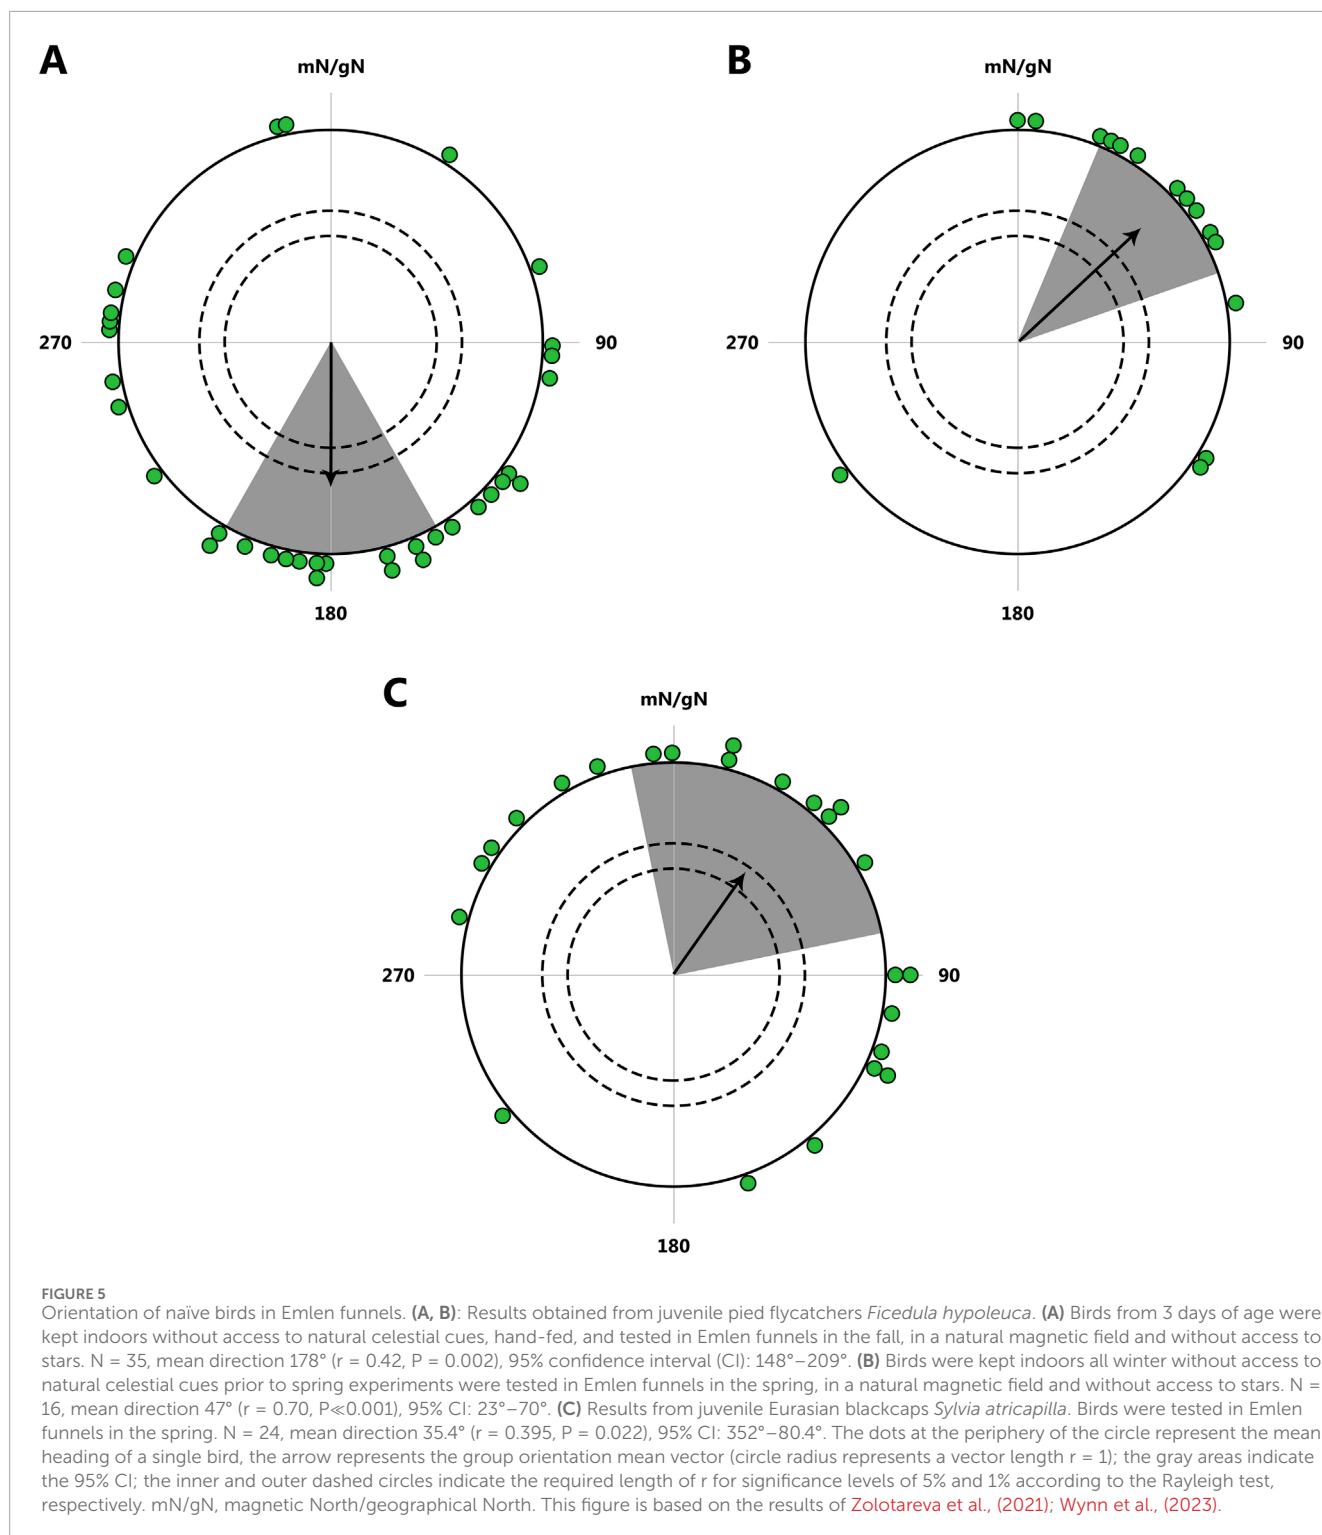 A
B
mN/gN
mN/gN
270
90
270
90
180
180
C
mN/gN
270
90
180
FIGURE 5
Orientation of naïve birds in Emlen funnels. (A, B): Results obtained from juvenile pied flycatchers Ficedula hypoleuca. (A) Birds from 3 days of age were
kept indoors without access to natural celestial cues, hand-fed, and tested in Emlen funnels in the fall, in a natural magnetic field and without access to
stars. N = 35, mean direction 178° (r = 0.42, P = 0.002), 95% confidence interval (CI): 148°–209°. (B) Birds were kept indoors all winter without access to
natural celestial cues prior to spring experiments were tested in Emlen funnels in the spring, in a natural magnetic field and without access to stars. N =
16, mean direction 47° (r = 0.70, P≪0.001), 95% CI: 23°–70°. (C) Results from juvenile Eurasian blackcaps Sylvia atricapilla. Birds were tested in Emlen
funnels in the spring. N = 24, mean direction 35.4° (r = 0.395, P = 0.022), 95% CI: 352°–80.4°. The dots at the periphery of the circle represent the mean
heading of a single bird, the arrow represents the group orientation mean vector (circle radius represents a vector length r = 1); the gray areas indicate
the 95% CI; the inner and outer dashed circles indicate the required length of r for significance levels of 5% and 1% according to the Rayleigh test,
respectively. mN/gN, magnetic North/geographical North. This figure is based on the results of Zolotareva et al., (2021); Wynn et al., (2023).